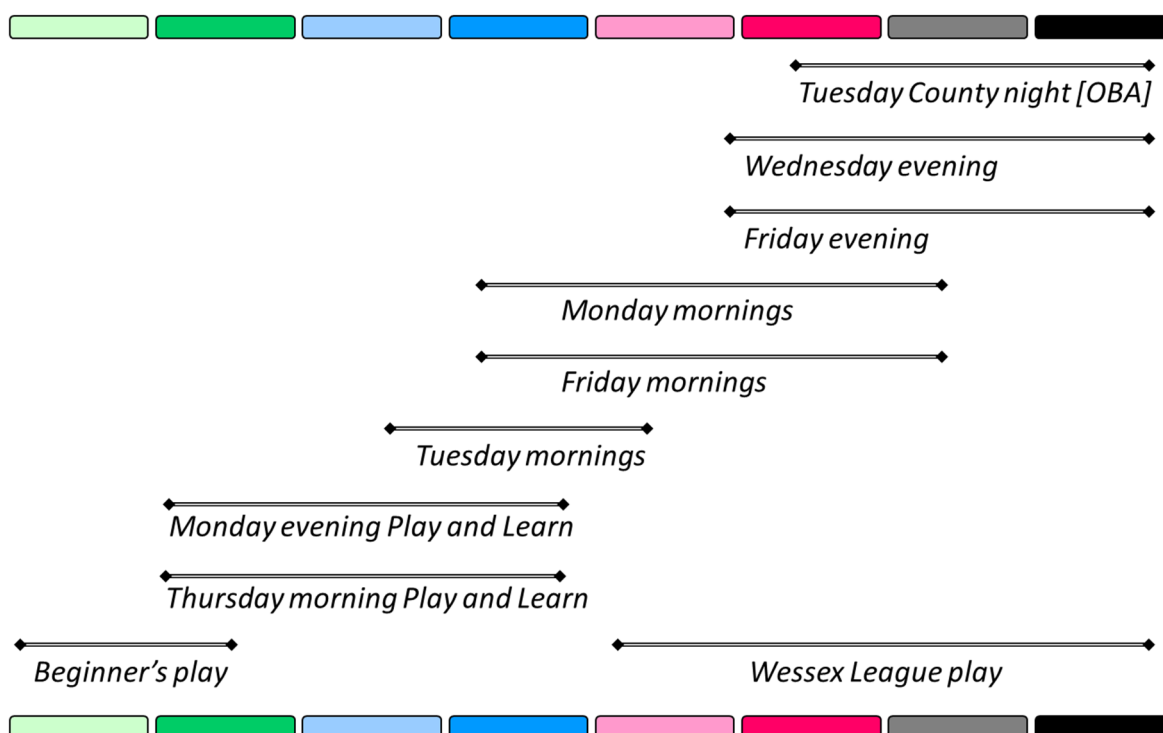 Tuesday County night [OBA]
Wednesday evening
Friday evening
Monday mornings
Friday mornings
Tuesday mornings
Monday evening Play and Learn
Thursday morning Play and Learn
Beginner’s play
Wessex League play